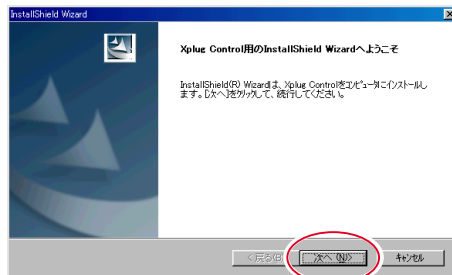 InstallShield Wizard
Xplug Control用のInstallShield Wizardへようこそ
InstallShield(R) Wizardは、Xplug Controlをコンピュータにインストールし
ます。[次へ]をクリックして、続行してください。
< 戻る(B)
次へ (N)>
キャンセル